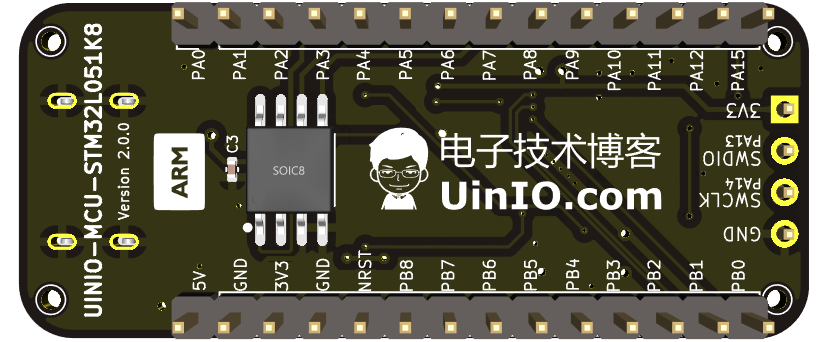 UINIO-MCU-STM32L051K8
Version 2.0.0
PA0 PA1 PA2 PA3 PA4 PA5 PA6 PA7 PA8 PA9 PA10 PA11 PA12 PA15
ARM
C3
SOIC8
电子技术博客
UinIO.com
3V3
PA13
SWDIO
PA14
SWCLK
GND
5V GND 3V3 GND NRST PB8 PB7 PB6 PB5 PB4 PB3 PB2 PB1 PB0